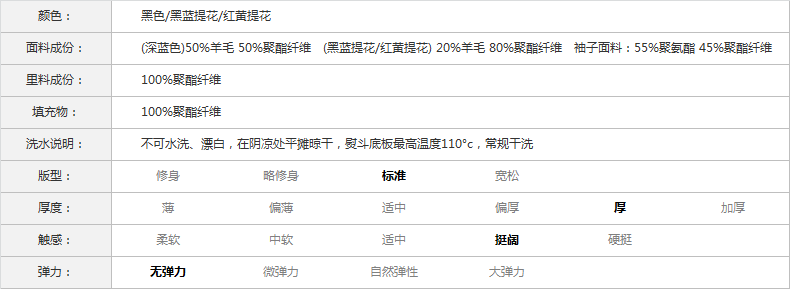 颜色： 黑色/黑蓝提花/红黄提花
面料成份： (深蓝色)50%羊毛 50%聚酯纤维 (黑蓝提花/红黄提花) 20%羊毛 80%聚酯纤维 袖子面料：55%聚氨酯 45%聚酯纤维
里料成份： 100%聚酯纤维
填充物： 100%聚酯纤维
洗水说明： 不可水洗、漂白，在阴凉处平摊晾干，熨斗底板最高温度110°c，常规干洗
版型： 修身 略修身 标准 宽松
厚度： 薄 偏薄 适中 偏厚 厚 加厚
触感： 柔软 中软 适中 挺阔 硬挺
弹力： 无弹力 微弹力 自然弹性 大弹力